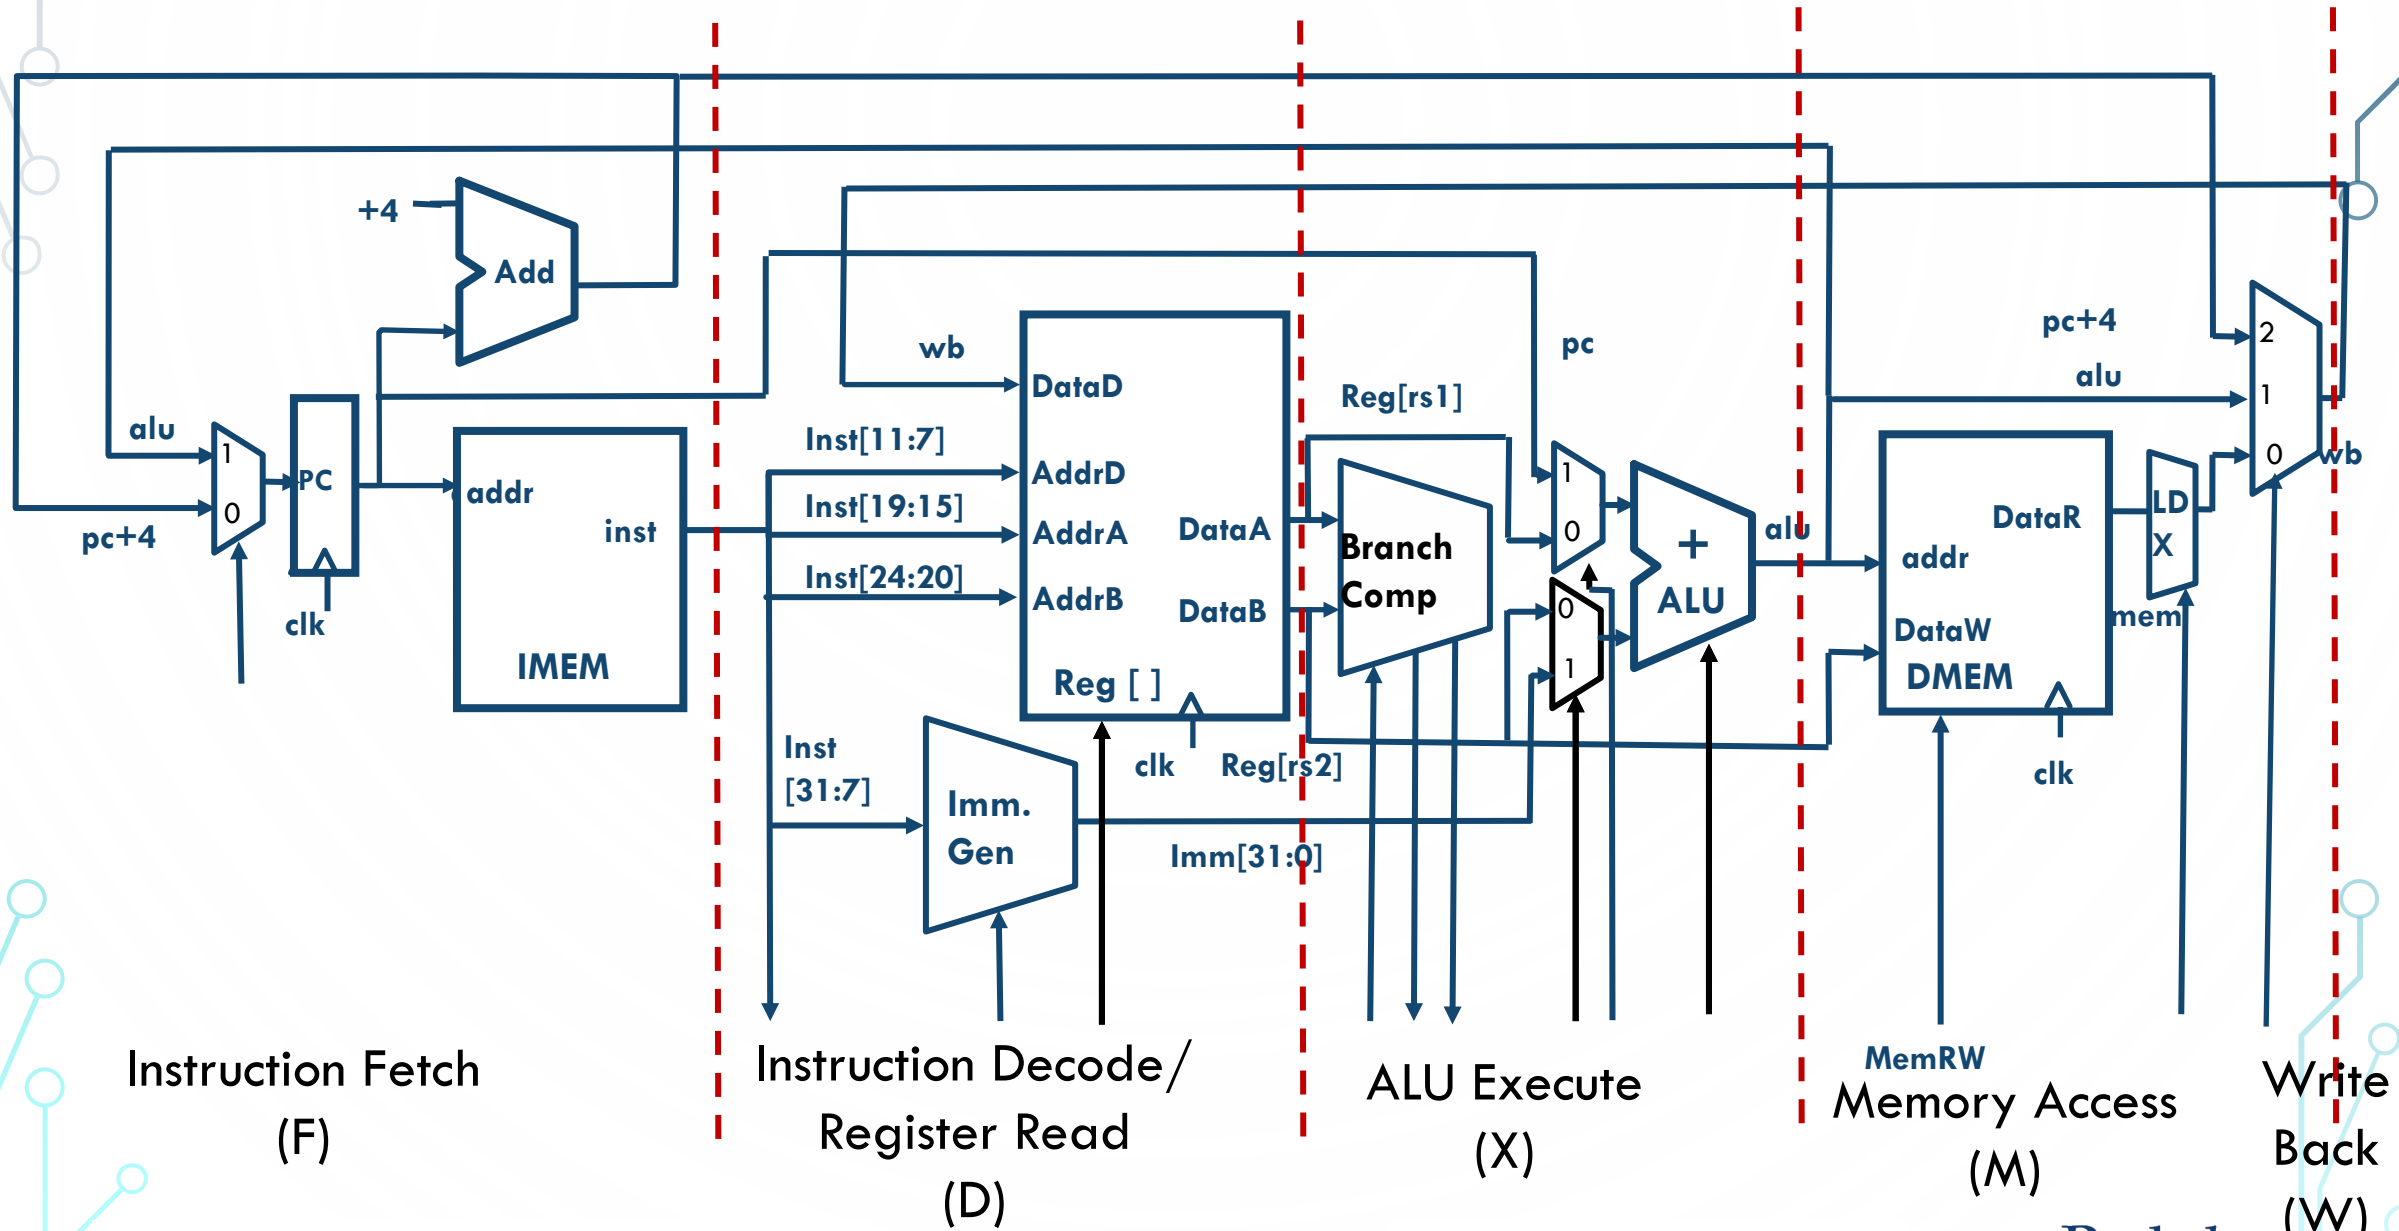 +4
Add
alu
1
0
pc+4
PC
clk
addr
inst
IMEM
wb
DataD
Inst[11:7]
AddrD
Inst[19:15]
AddrA
DataA
Inst[24:20]
AddrB
DataB
Reg [ ]
clk
Inst
[31:7]
Imm.
Gen
Reg[rs2]
Imm[31:0]
Reg[rs1]
pc
Branch
Comp
1
0
0
1
+
ALU
alu
addr
DataR
DataW
DMEM
clk
LD
X
mem
pc+4
alu
2
1
0
wb
MemRW
Instruction Fetch
(F)
Instruction Decode/
Register Read
(D)
ALU Execute
(X)
Memory Access
(M)
Write
Back
(W)